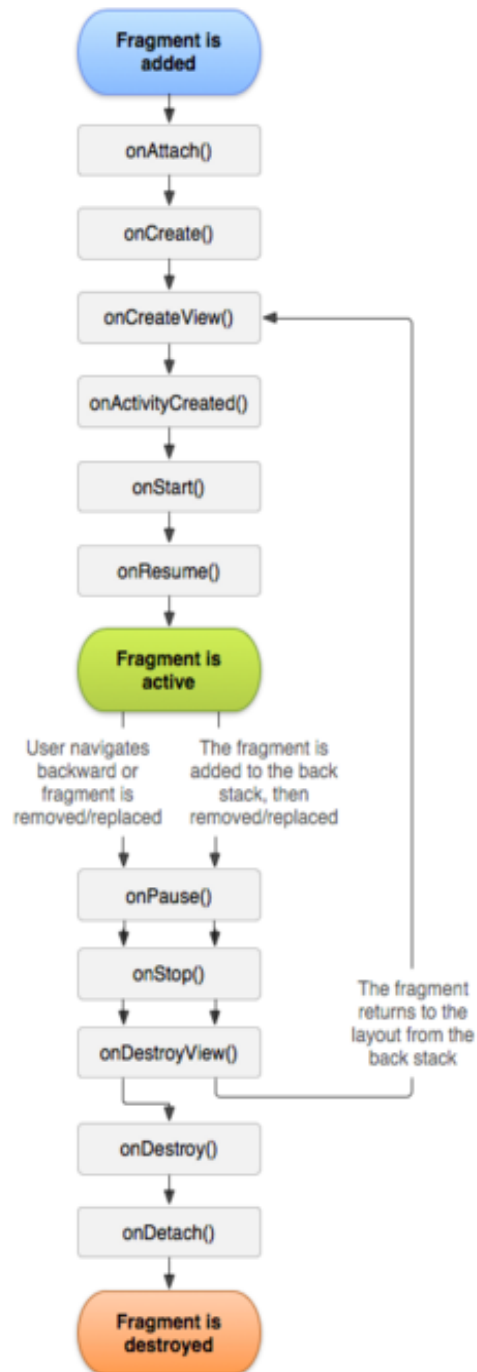 Fragment is
added
onAttach()
onCreate()
onCreateView()
onActivityCreated()
onStart()
onResume()
Fragment is
active
User navigates
backward or
fragment is
removed/replaced
The fragment is
added to the back
stack, then
removed/replaced
onPause()
onStop()
The fragment
returns to the
layout from the
back stack
onDestroyView()
onDestroy()
onDetach()
Fragment is
destroyed